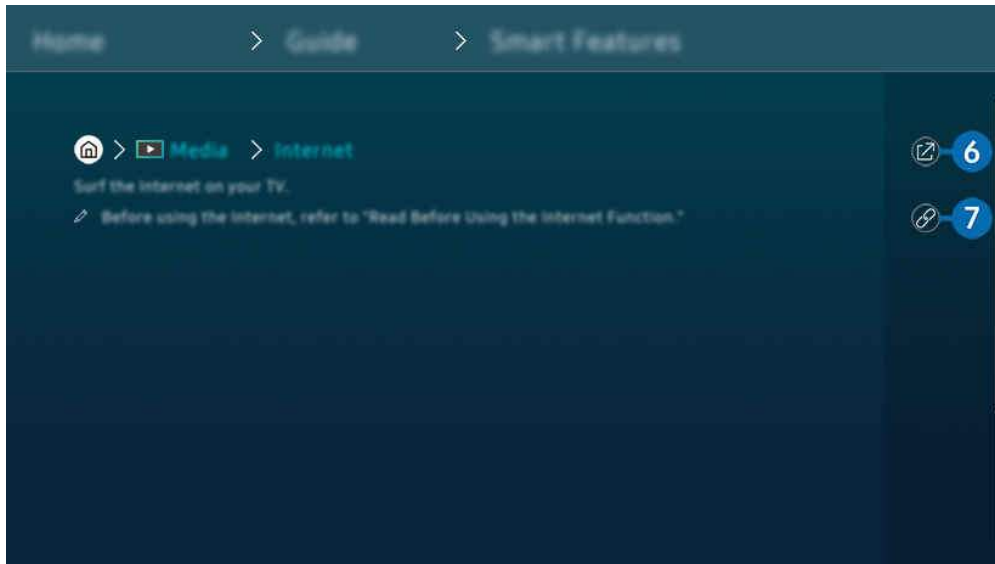 Home > Guide > Smart Features
> Media > Internet
Surf the Internet on your TV.
Before using the Internet, refer to "Read Before Using the Internet Function."
6
7